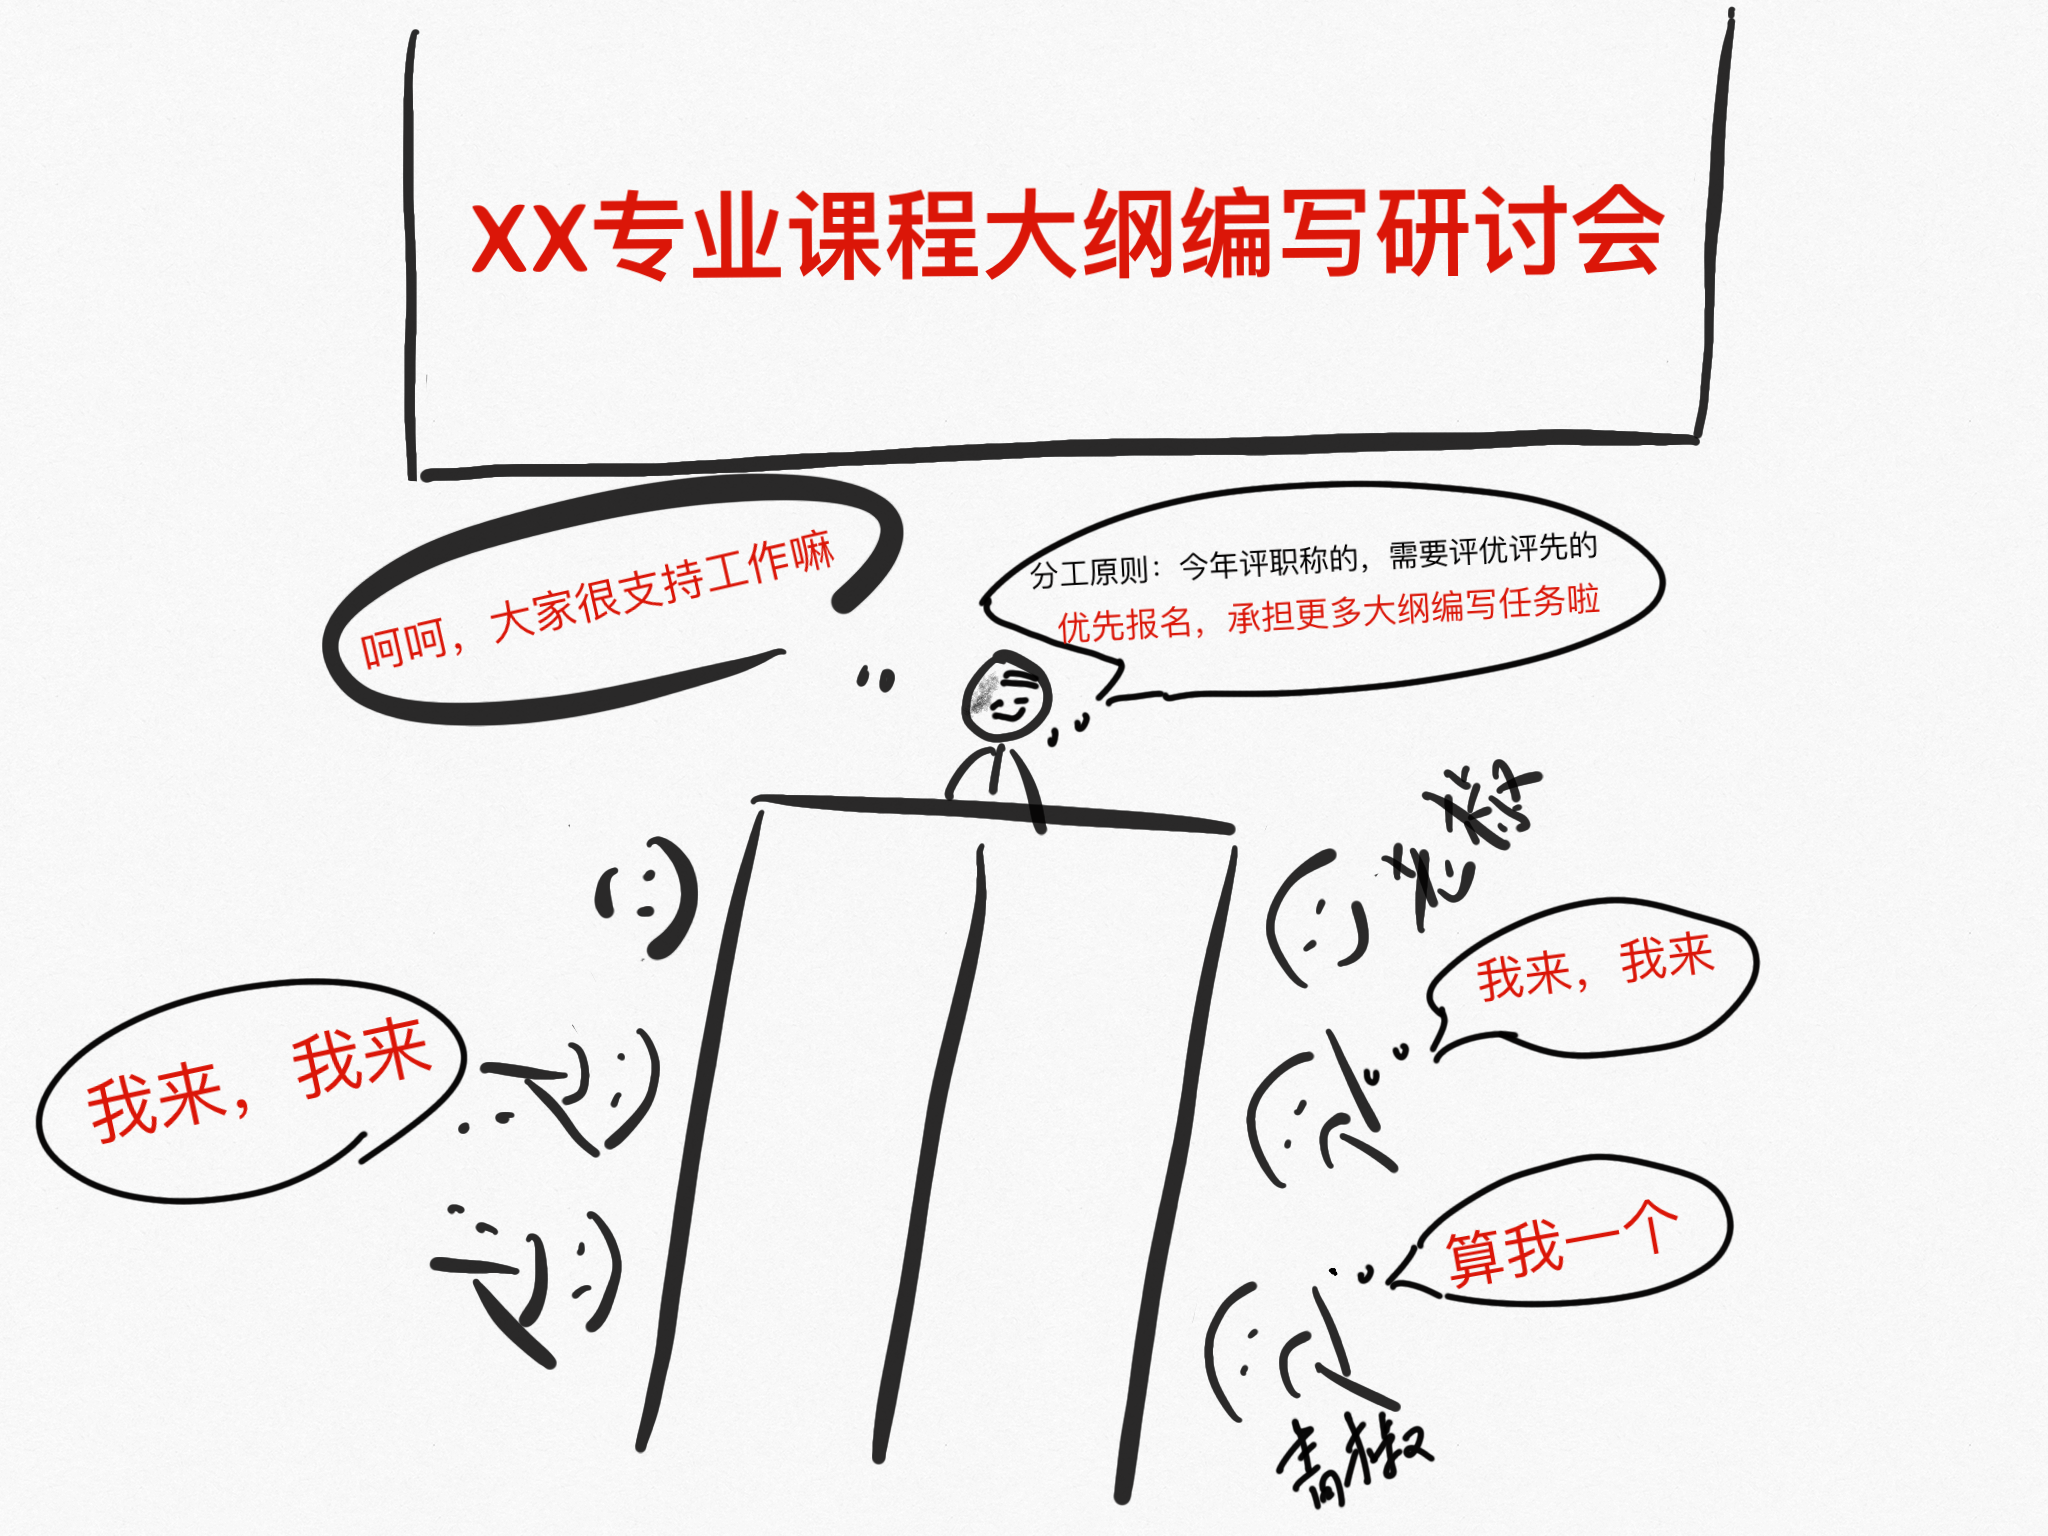 XX专业课程大纲编写研讨会
呵呵，大家很支持工作嘛
分工原则：今年评职称的，需要评优评先的
优先报名，承担更多大纲编写任务啦
我来，我来
我来，我来
算我一个
青椒